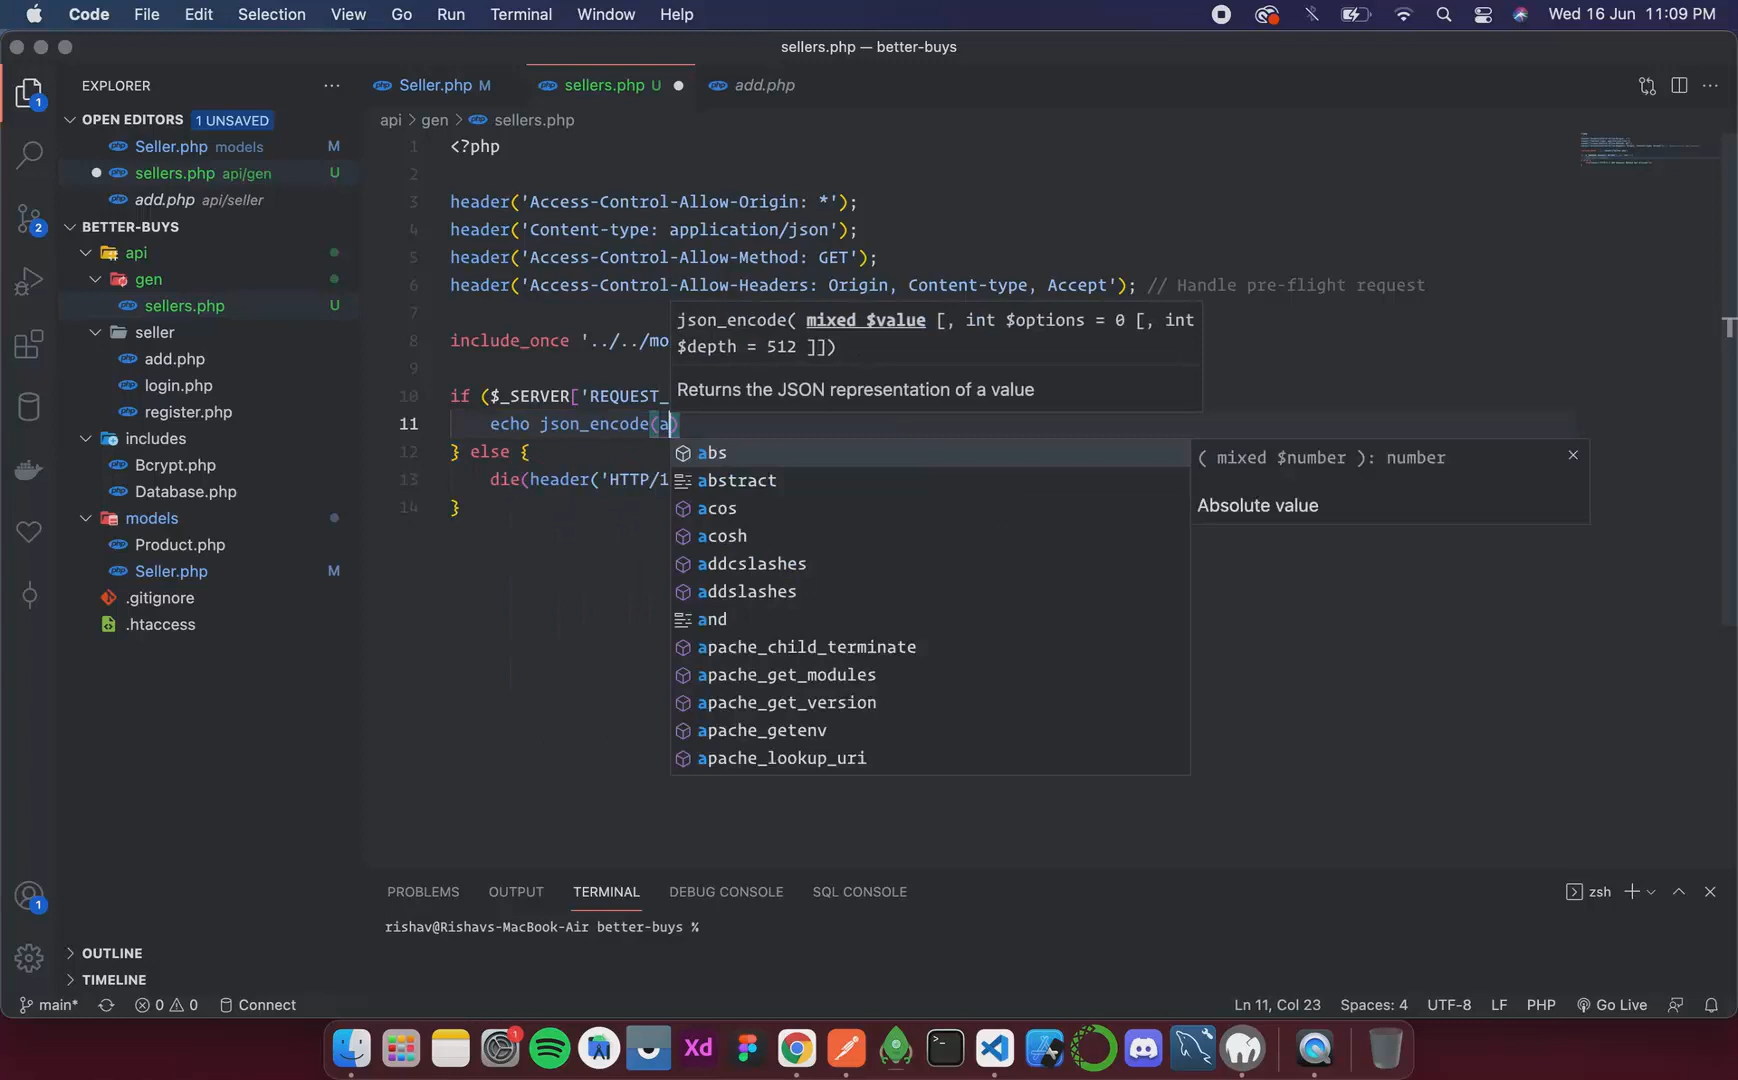 Code File Edit Selection View Go Run Terminal Window Help Wed 16 Jun 11:09 PM
sellers.php — better-buys
EXPLORER ···
OPEN EDITORS 1 UNSAVED
Seller.php models M
sellers.php api/gen U
add.php api/seller
BETTER-BUYS
api
gen
sellers.php U
seller
add.php
login.php
register.php
includes
Bcrypt.php
Database.php
models
Product.php
Seller.php M
.gitignore
.htaccess
OUTLINE
TIMELINE
1
2
1
Seller.php M sellers.php U add.php
api > gen > sellers.php
1 <?php
2
3 header('Access-Control-Allow-Origin: *');
4 header('Content-type: application/json');
5 header('Access-Control-Allow-Method: GET');
6 header('Access-Control-Allow-Headers: Origin, Content-type, Accept'); // Handle pre-flight request
7
8 include_once '../../mo
9
10 if ($_SERVER['REQUEST_
11 echo json_encode(a)
12 } else {
13 die(header('HTTP/1
14 }
json_encode( mixed $value [, int $options = 0 [, int
$depth = 512 ]])
Returns the JSON representation of a value
abs
abstract
acos
acosh
addcslashes
addslashes
and
apache_child_terminate
apache_get_modules
apache_get_version
apache_getenv
apache_lookup_uri
( mixed $number ): number
Absolute value
PROBLEMS OUTPUT TERMINAL DEBUG CONSOLE SQL CONSOLE zsh
rishav@Rishavs-MacBook-Air better-buys %
main* 0 0 Connect Ln 11, Col 23 Spaces: 4 UTF-8 LF PHP Go Live
1
Xd